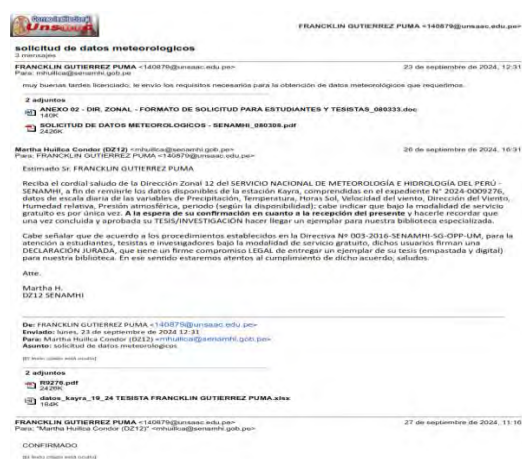 Correo Institucional
Unsaac
FRANCKLIN GUTIERREZ PUMA <140879@unsaac.edu.pe>
solicitud de datos meteorologicos
3 mensajes
FRANCKLIN GUTIERREZ PUMA <140879@unsaac.edu.pe> 23 de septiembre de 2024, 12:31
Para: mhuillca@senamhi.gob.pe
muy buenas tardes licenciado, le envio los requisitos necesarios para la obtención de datos meteorológicos que requerimos.
2 adjuntos
ANEXO 02 - DIR. ZONAL - FORMATO DE SOLICITUD PARA ESTUDIANTES Y TESISTAS_080333.doc
140K
SOLICITUD DE DATOS METEOROLOGICOS - SENAMHI_080308.pdf
2426K
Martha Huillca Condor (DZ12) <mhuillca@senamhi.gob.pe> 26 de septiembre de 2024, 16:31
Para: FRANCKLIN GUTIERREZ PUMA <140879@unsaac.edu.pe>
Estimado Sr. FRANCKLIN GUTIERREZ PUMA
Reciba el cordial saludo de la Dirección Zonal 12 del SERVICIO NACIONAL DE METEOROLOGÍA E HIDROLOGÍA DEL PERÚ -
SENAMHI, a fin de remitirle los datos disponibles de la estación Kayra, comprendidas en el expediente N° 2024-0009276,
datos de escala diaria de las variables de Precipitación, Temperatura, Horas Sol, Velocidad del viento, Dirección del Viento,
Humedad relativa, Presión atmosférica, periodo (según la disponibilidad); cabe indicar que bajo la modalidad de servicio
gratuito es por única vez. A la espera de su confirmación en cuanto a la recepción del presente y hacerle recordar que
una vez concluida y aprobada su TESIS/INVESTIGACIÓN hacer llegar un ejemplar para nuestra biblioteca especializada.
Cabe señalar que de acuerdo a los procedimientos establecidos en la Directiva Nº 003-2016-SENAMHI-SG-OPP-UM, para la
atención a estudiantes, tesistas e investigadores bajo la modalidad de servicio gratuito, dichos usuarios firman una
DECLARACIÓN JURADA, que tiene un firme compromiso LEGAL de entregar un ejemplar de su tesis (empastada y digital)
para nuestra biblioteca. En ese sentido estaremos atentos al cumplimiento de dicho acuerdo, saludos.
Atte.
Martha H.
DZ12 SENAMHI
De: FRANCKLIN GUTIERREZ PUMA <140879@unsaac.edu.pe>
Enviado: lunes, 23 de septiembre de 2024 12:31
Para: Martha Huillca Condor (DZ12) <mhuillca@senamhi.gob.pe>
Asunto: solicitud de datos meteorologicos
[El texto citado está oculto]
2 adjuntos
R9276.pdf
2426K
datos_kayra_19_24 TESISTA FRANCKLIN GUTIERREZ PUMA.xlsx
164K
FRANCKLIN GUTIERREZ PUMA <140879@unsaac.edu.pe> 27 de septiembre de 2024, 11:16
Para: "Martha Huillca Condor (DZ12)" <mhuillca@senamhi.gob.pe>
CONFIRMADO
[El texto citado está oculto]